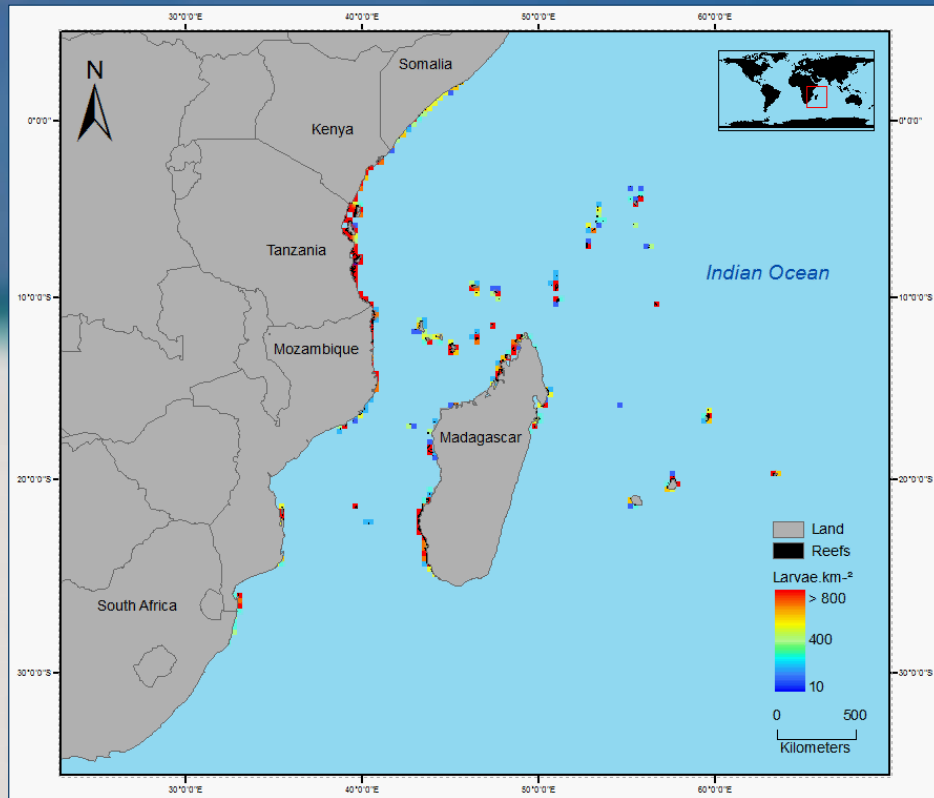 30°0'0"E 40°0'0"E 50°0'0"E 60°0'0"E
N
Somalia
Kenya
0°0'0" 0°0'0"
Tanzania
Indian Ocean
10°0'0"S 10°0'0"S
Mozambique
Madagascar
20°0'0"S 20°0'0"S
Land
Reefs
Larvae.km-²
> 800
400
10
South Africa
30°0'0"S 30°0'0"S
0 500
Kilometers
30°0'0"E 40°0'0"E 50°0'0"E 60°0'0"E